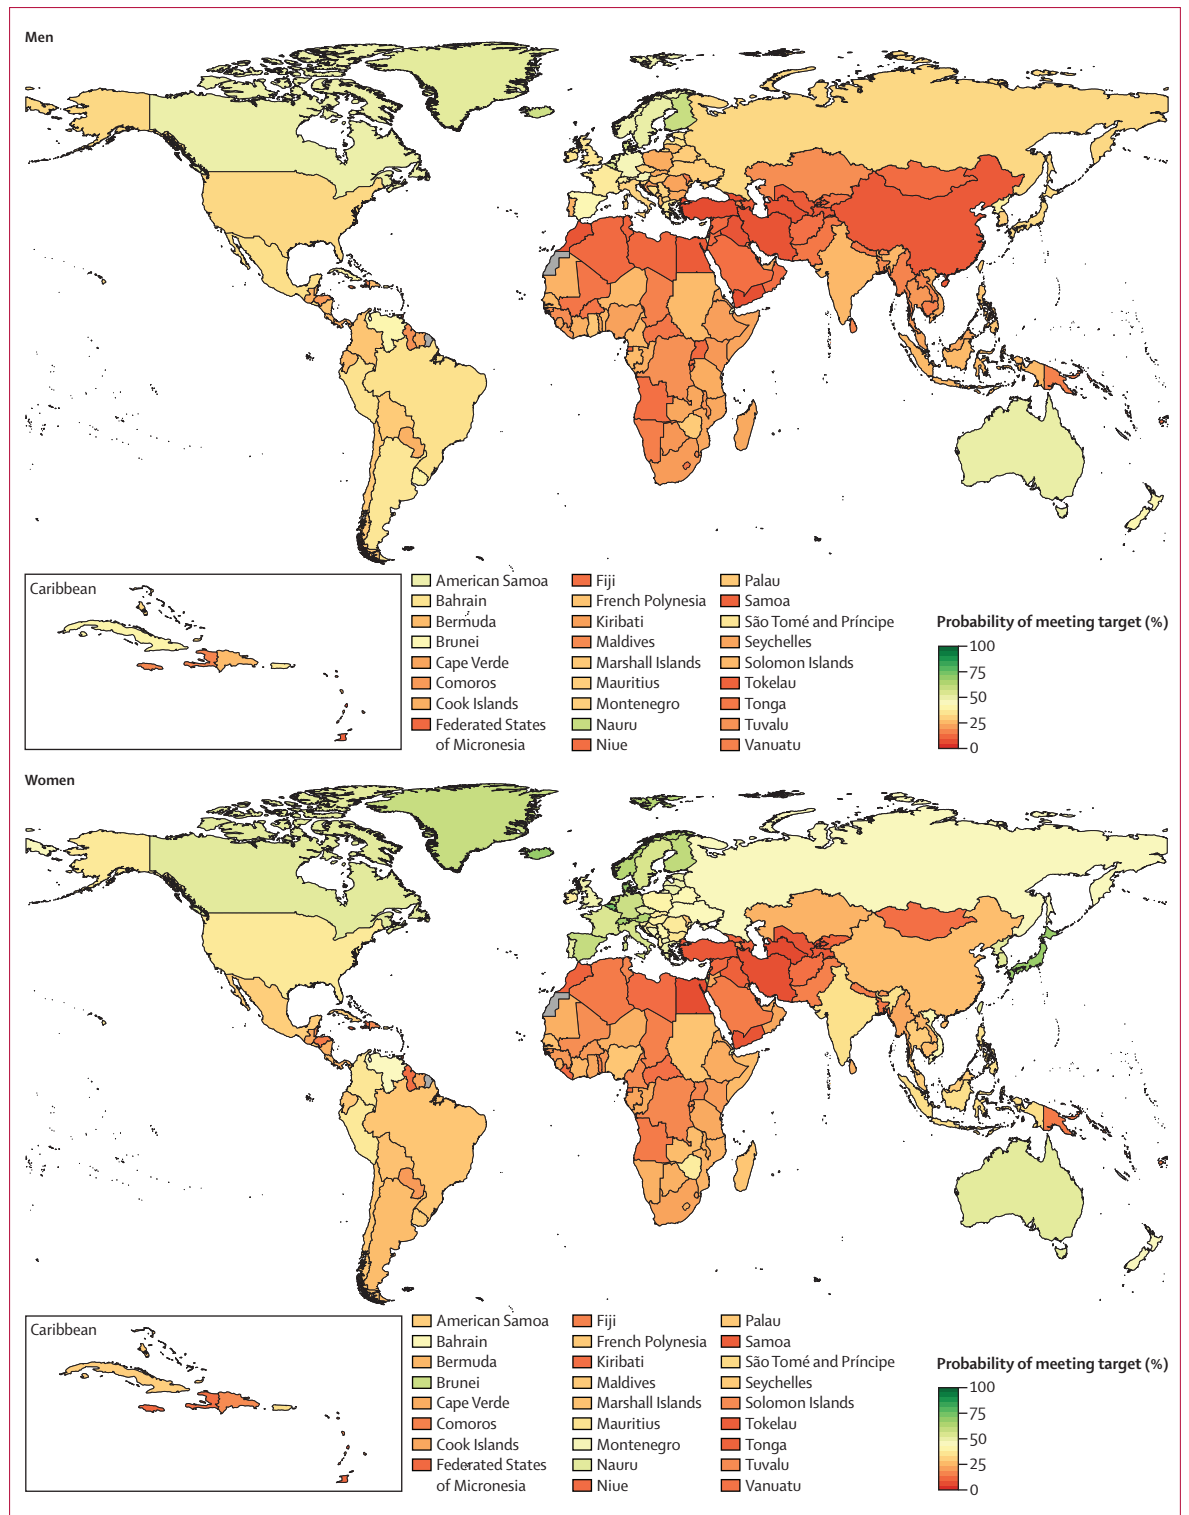 Men
Caribbean
American Samoa
Bahrain
Bermuda
Brunei
Cape Verde
Comoros
Cook Islands
Federated States
of Micronesia
Fiji
French Polynesia
Kiribati
Maldives
Marshall Islands
Mauritius
Montenegro
Nauru
Niue
Palau
Samoa
São Tomé and Príncipe
Seychelles
Solomon Islands
Tokelau
Tonga
Tuvalu
Vanuatu
Probability of meeting target (%)
100
75
50
25
0
Women
Caribbean
American Samoa
Bahrain
Bermuda
Brunei
Cape Verde
Comoros
Cook Islands
Federated States
of Micronesia
Fiji
French Polynesia
Kiribati
Maldives
Marshall Islands
Mauritius
Montenegro
Nauru
Niue
Palau
Samoa
São Tomé and Príncipe
Seychelles
Solomon Islands
Tokelau
Tonga
Tuvalu
Vanuatu
Probability of meeting target (%)
100
75
50
25
0